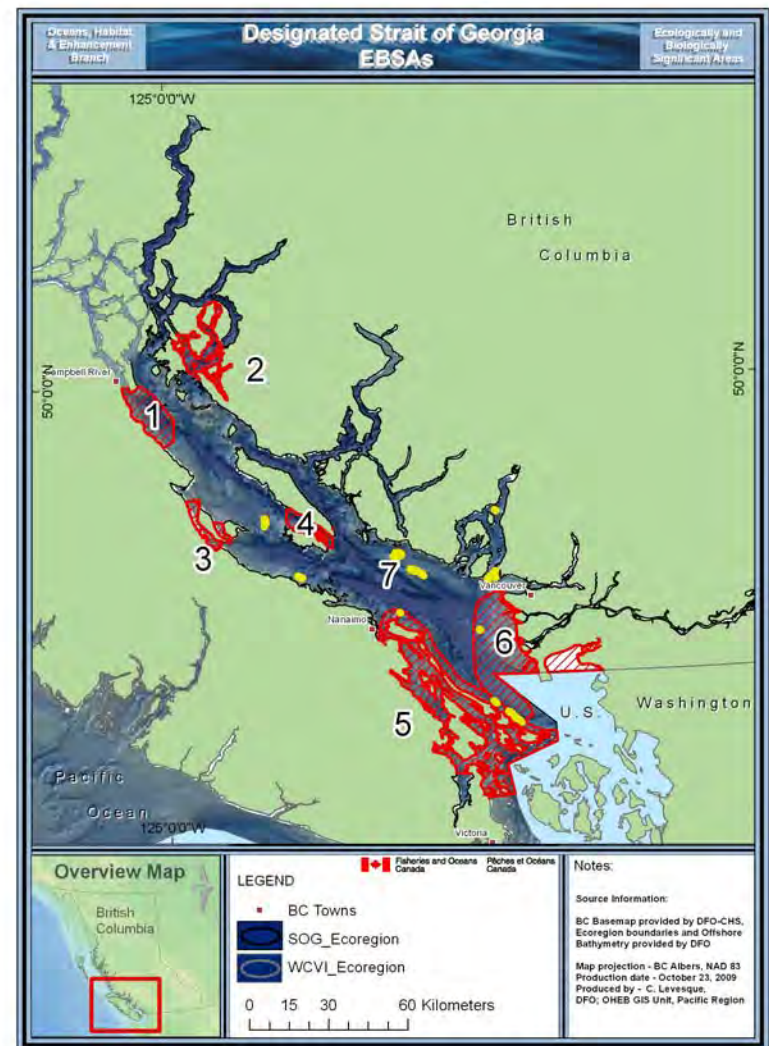 Oceans, Habitat
& Enhancement
Branch
Designated Strait of Georgia
EBSAs
Ecologically and
Biologically
Significant Areas
125°0'0"W
British
Columbia
Campbell River
50°0'0"N
50°0'0"N
1
2
3
4
7
Vancouver
Nanaimo
6
5
U.S.
Washington
Pacific
Ocean
125°0'0"W
Victoria
Overview Map
British
Columbia
Fisheries and Oceans
Canada
Pêches et Océans
Canada
LEGEND
BC Towns
SOG_Ecoregion
WCVI_Ecoregion
0 15 30 60 Kilometers
Notes:
Source Information:
BC Basemap provided by DFO-CHS,
Ecoregion boundaries and Offshore
Bathymetry provided by DFO
Map projection - BC Albers, NAD 83
Production date - October 23, 2009
Produced by - C. Levesque,
DFO; OHEB GIS Unit, Pacific Region